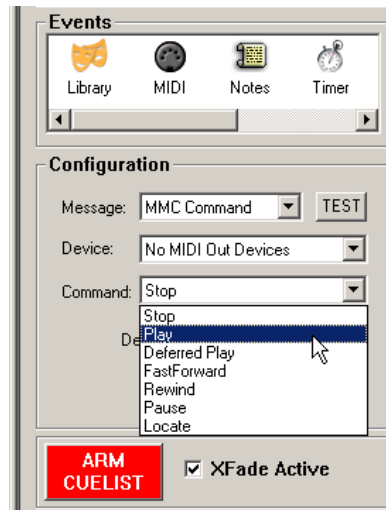 Events
Library MIDI Notes Timer
Configuration
Message: MMC Command TEST
Device: No MIDI Out Devices
Command: Stop
Stop
De Play
Deferred Play
FastForward
Rewind
Pause
Locate
ARM
CUELIST
XFade Active